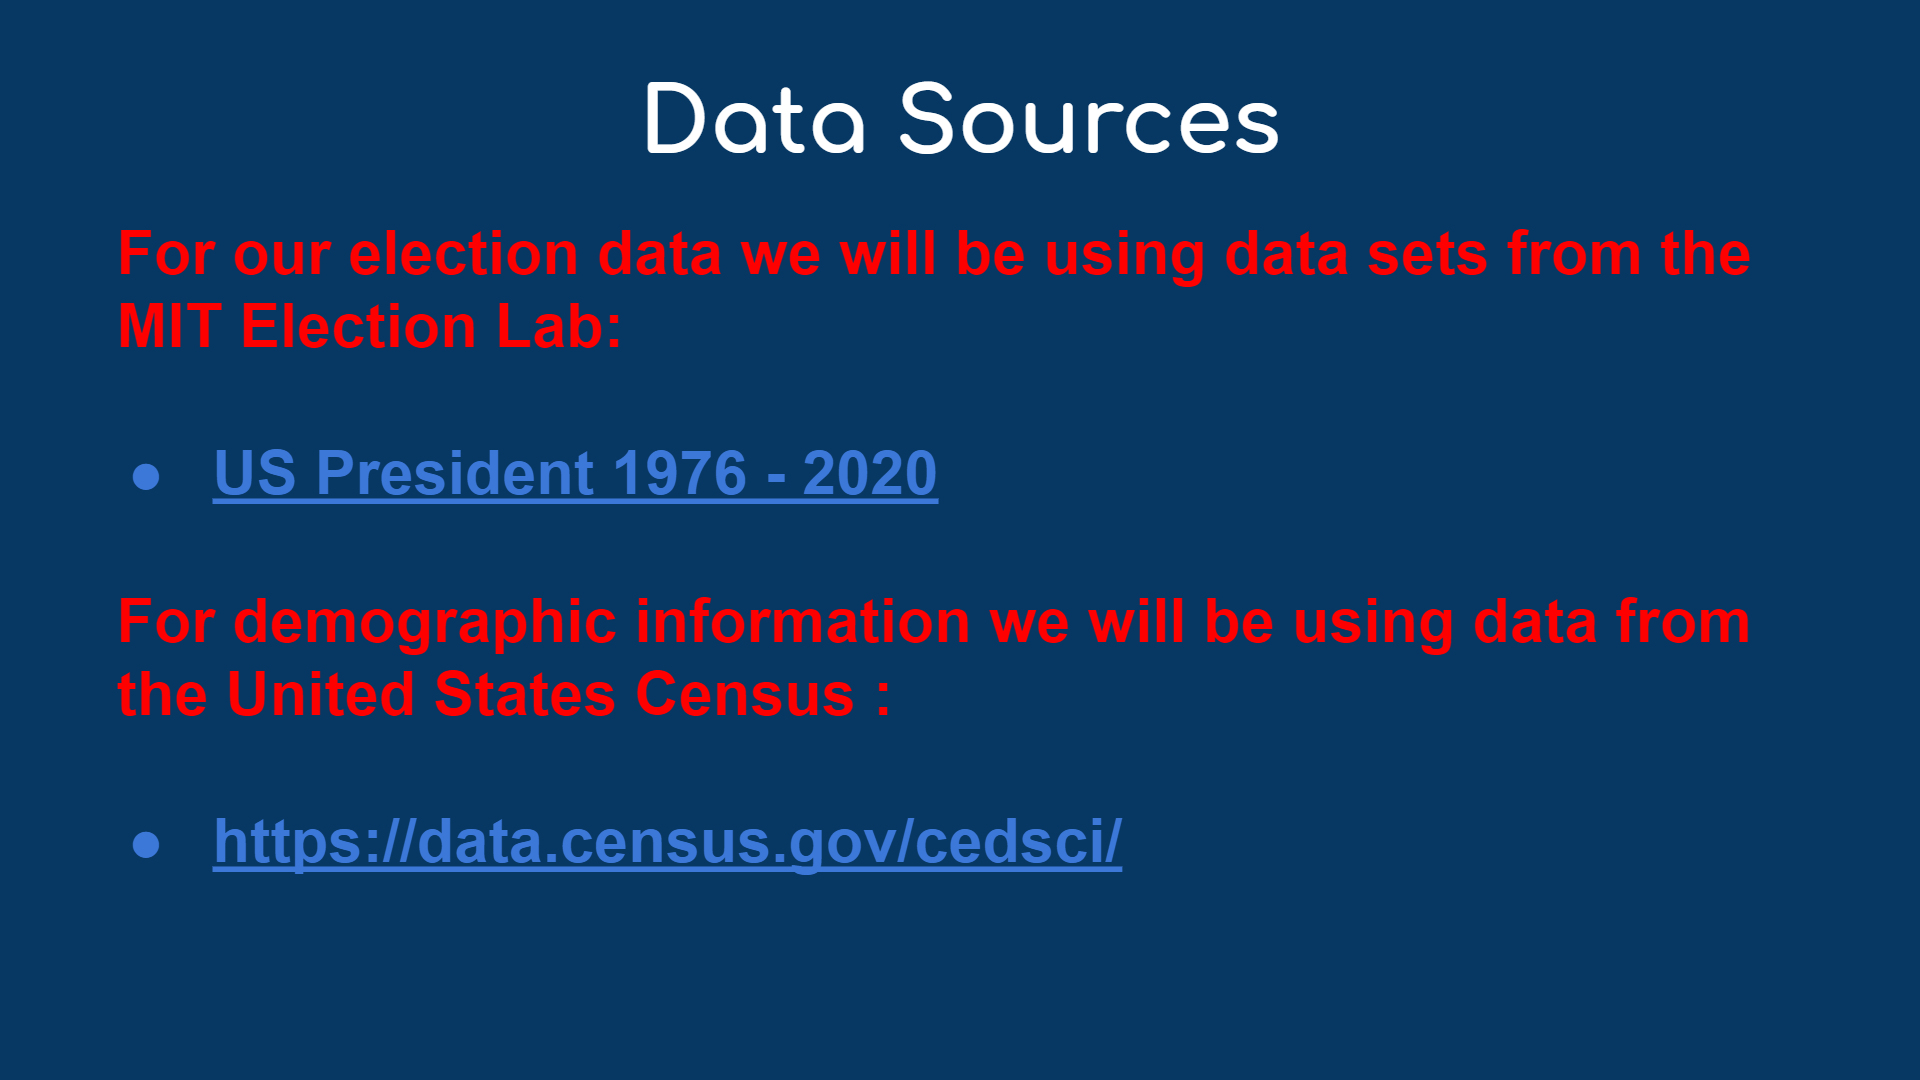 Data Sources
For our election data we will be using data sets from the
MIT Election Lab:
● US President 1976 - 2020
For demographic information we will be using data from
the United States Census :
● https://data.census.gov/cedsci/